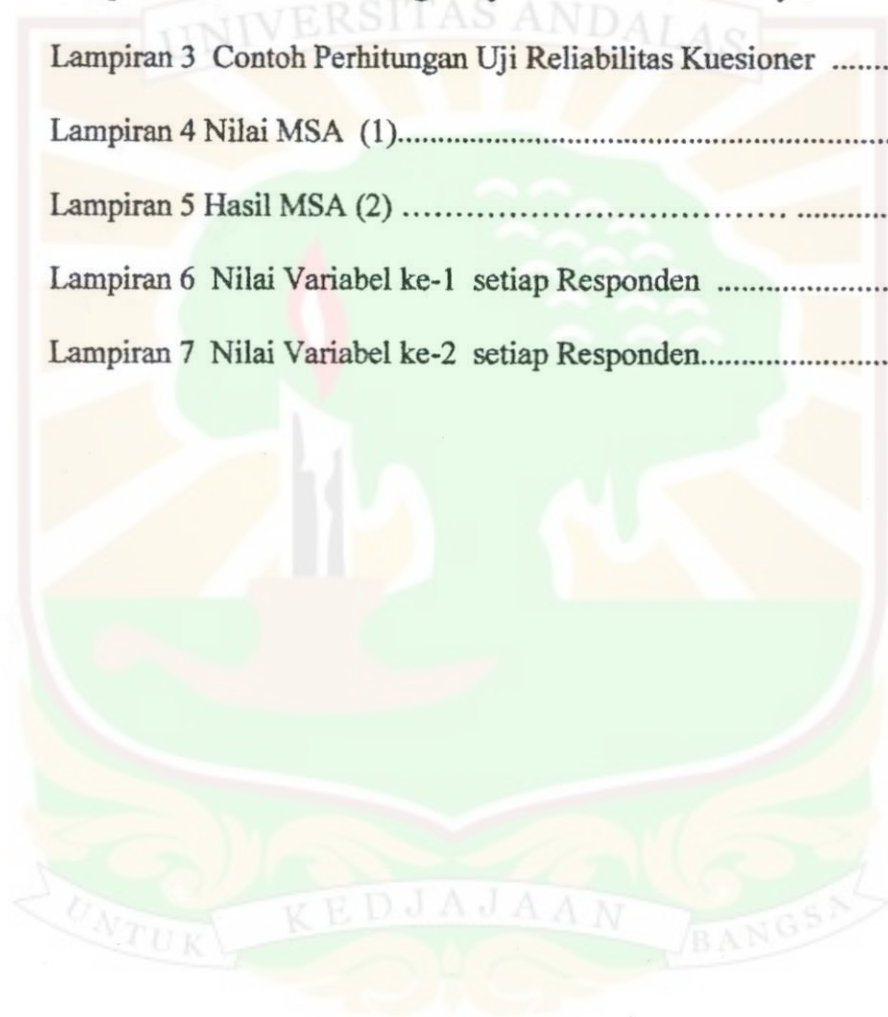 UNIVERSITAS ANDALAS
Lampiran 3 Contoh Perhitungan Uji Reliabilitas Kuesioner ........
Lampiran 4 Nilai MSA (1)............................................................
Lampiran 5 Hasil MSA (2) .................................... ...........
Lampiran 6 Nilai Variabel ke-1 setiap Responden .....................
Lampiran 7 Nilai Variabel ke-2 setiap Responden.......................
UNTUK KEDJAJAAN BANGSA